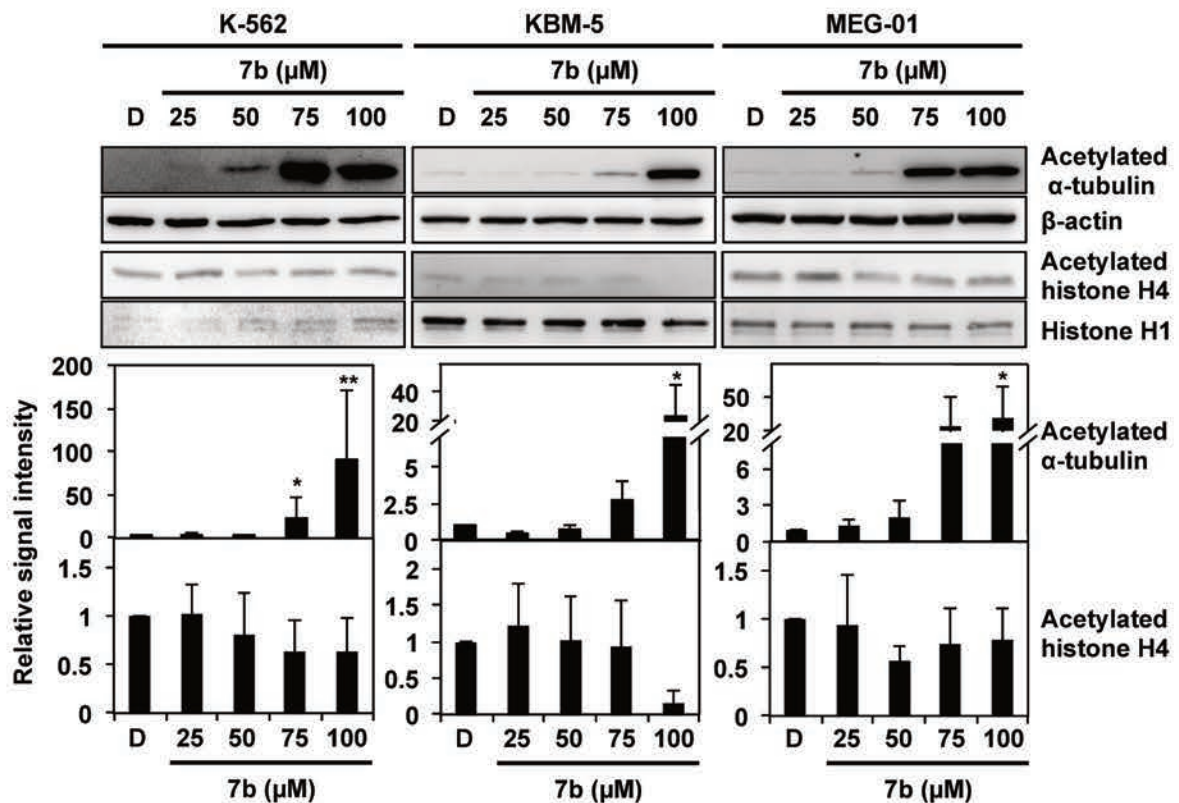 K-562 KBM-5 MEG-01
7b (µM) 7b (µM) 7b (µM)
D 25 50 75 100 D 25 50 75 100 D 25 50 75 100
Acetylated
α-tubulin
β-actin
Acetylated
histone H4
Histone H1
Relative signal intensity
200
150
100
50
0
* **
40
20
5
2.5
0
*
50
20
6
3
0
*
Acetylated
α-tubulin
1.5
1
0.5
0
2
1.5
1
0.5
0
1.5
1
0.5
0
Acetylated
histone H4
D 25 50 75 100 D 25 50 75 100 D 25 50 75 100
7b (µM) 7b (µM) 7b (µM)